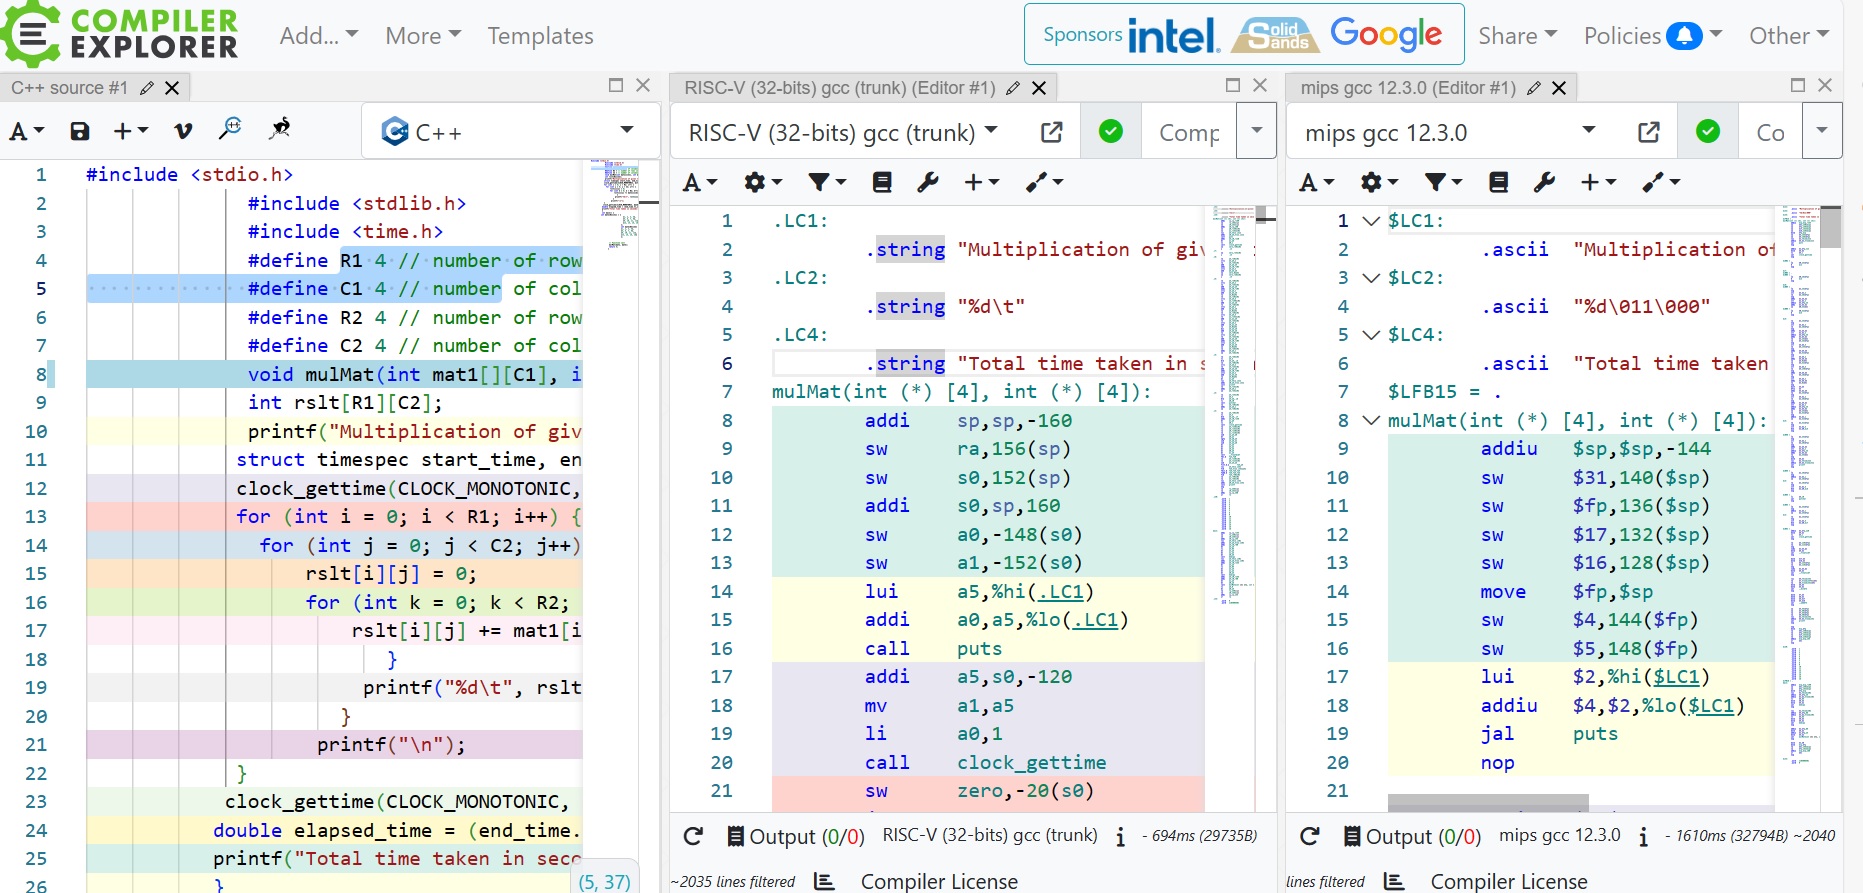 COMPILER
EXPLORER
Add...
More
Templates
Sponsors intel. Solid Sands Google
Share
Policies
Other
C++ source #1
A
C++
1 #include <stdio.h>
2 #include <stdlib.h>
3 #include <time.h>
4 #define R1 4 // number of row
5 #define C1 4 // number of col
6 #define R2 4 // number of row
7 #define C2 4 // number of col
8 void mulMat(int mat1[][C1], i
9 int rslt[R1][C2];
10 printf("Multiplication of giv
11 struct timespec start_time, en
12 clock_gettime(CLOCK_MONOTONIC,
13 for (int i = 0; i < R1; i++) {
14 for (int j = 0; j < C2; j++)
15 rslt[i][j] = 0;
16 for (int k = 0; k < R2;
17 rslt[i][j] += mat1[i
18 }
19 printf("%d\t", rslt
20 }
21 printf("\n");
22 }
23 clock_gettime(CLOCK_MONOTONIC,
24 double elapsed_time = (end_time.
25 printf("Total time taken in seco
26 }
(5, 37)
RISC-V (32-bits) gcc (trunk) (Editor #1)
RISC-V (32-bits) gcc (trunk)
Comp
A
1 .LC1:
2 .string "Multiplication of giv
3 .LC2:
4 .string "%d\t"
5 .LC4:
6 .string "Total time taken in s
7 mulMat(int (*) [4], int (*) [4]):
8 addi sp,sp,-160
9 sw ra,156(sp)
10 sw s0,152(sp)
11 addi s0,sp,160
12 sw a0,-148(s0)
13 sw a1,-152(s0)
14 lui a5,%hi(.LC1)
15 addi a0,a5,%lo(.LC1)
16 call puts
17 addi a5,s0,-120
18 mv a1,a5
19 li a0,1
20 call clock_gettime
21 sw zero,-20(s0)
Output (0/0) RISC-V (32-bits) gcc (trunk) i - 694ms (29735B)
~2035 lines filtered Compiler License
mips gcc 12.3.0 (Editor #1)
mips gcc 12.3.0
Co
A
1 $LC1:
2 .ascii "Multiplication of
3 $LC2:
4 .ascii "%d\011\000"
5 $LC4:
6 .ascii "Total time taken
7 $LFB15 = .
8 mulMat(int (*) [4], int (*) [4]):
9 addiu $sp,$sp,-144
10 sw $31,140($sp)
11 sw $fp,136($sp)
12 sw $17,132($sp)
13 sw $16,128($sp)
14 move $fp,$sp
15 sw $4,144($fp)
16 sw $5,148($fp)
17 lui $2,%hi($LC1)
18 addiu $4,$2,%lo($LC1)
19 jal puts
20 nop
21
Output (0/0) mips gcc 12.3.0 i - 1610ms (32794B) ~2040
lines filtered Compiler License